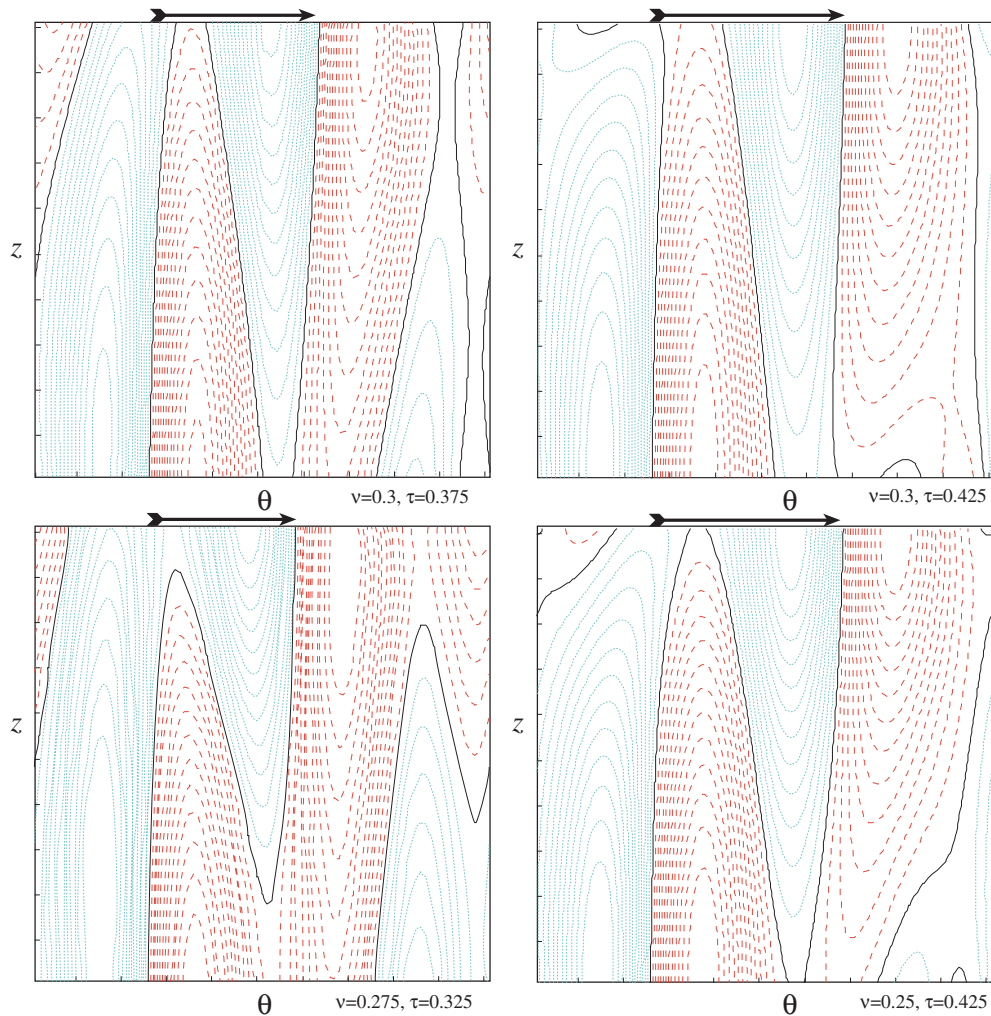 z
z
θ
ν=0.3, τ=0.375
θ
ν=0.3, τ=0.425
z
z
θ
ν=0.275, τ=0.325
θ
ν=0.25, τ=0.425